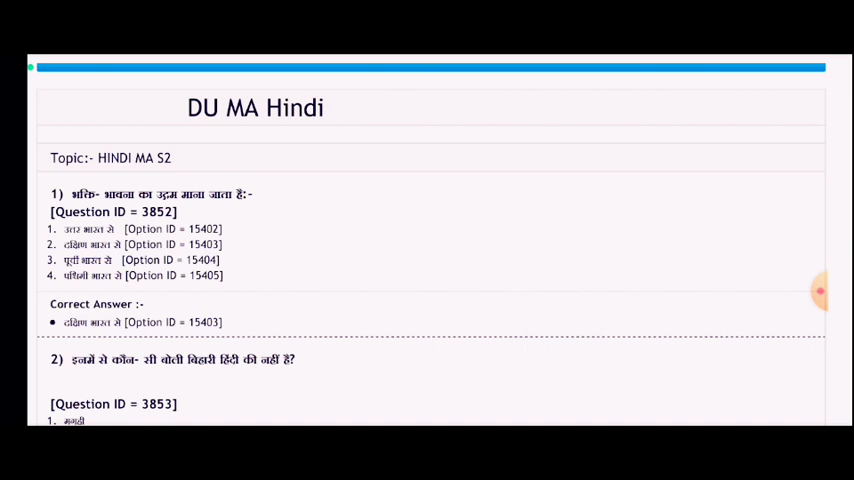 DU MA Hindi
Topic:- HINDI MA S2
1) भक्ति- भावना का उद्गम माना जाता है:-
[Question ID = 3852]
1. उत्तर भारत से [Option ID = 15402]
2. दक्षिण भारत से [Option ID = 15403]
3. पूर्वी भारत से [Option ID = 15404]
4. पश्चिमी भारत से [Option ID = 15405]
Correct Answer :-
• दक्षिण भारत से [Option ID = 15403]
2) इनमें से कौन- सी बोली बिहारी हिंदी की नहीं है?
[Question ID = 3853]
1. मगही